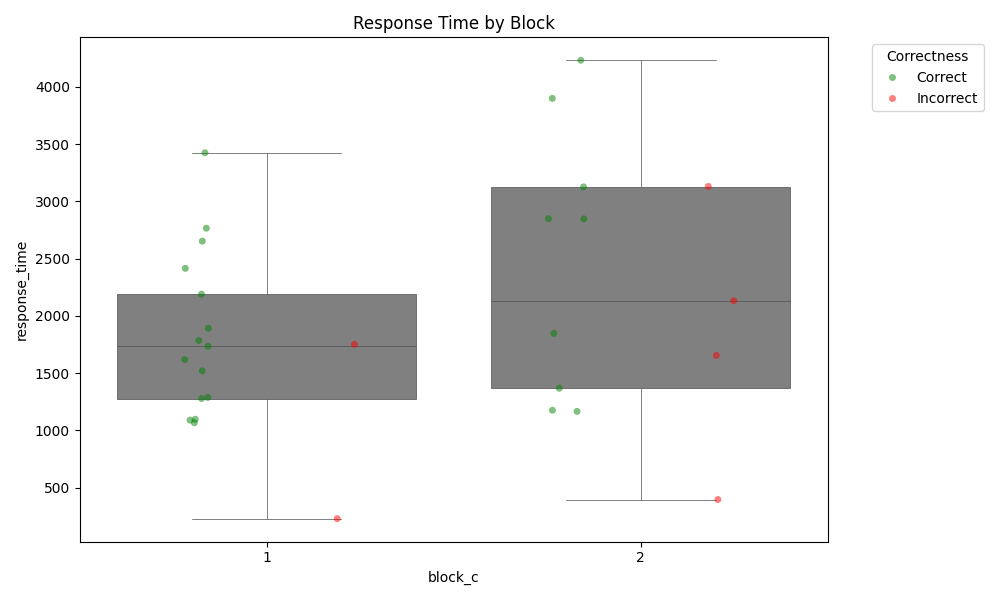 Response Time by Block
Correctness
Correct
Incorrect
4000
3500
3000
2500
2000
1500
1000
500
response_time
1
2
block_c